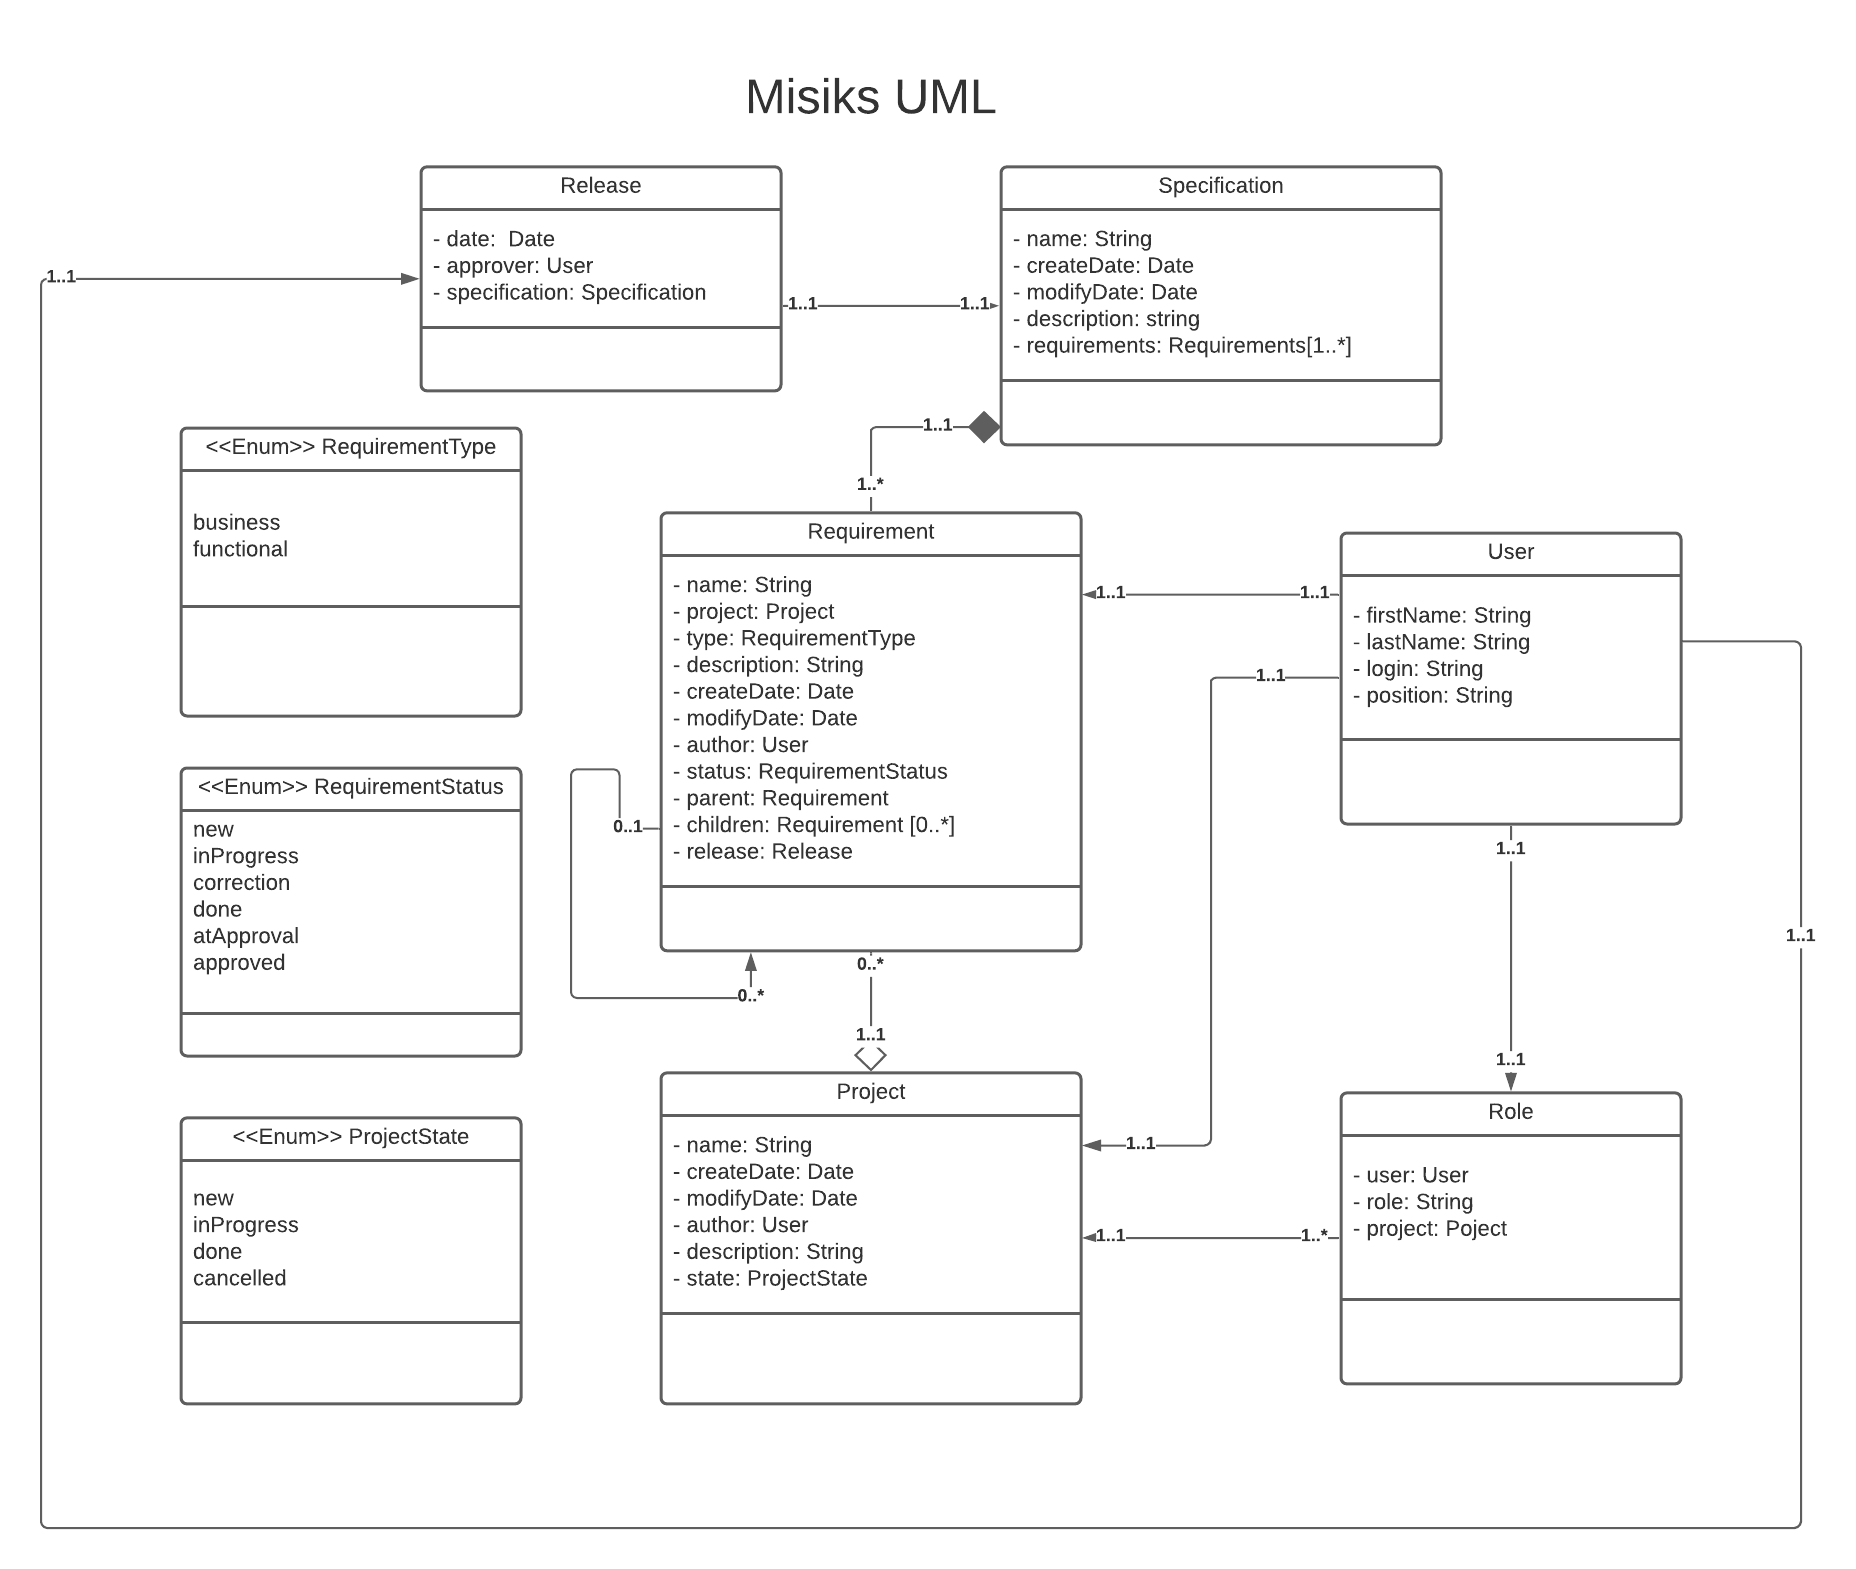 Misiks UML
Release
- date:  Date
- approver: User
- specification: Specification
Specification
- name: String
- createDate: Date
- modifyDate: Date
- description: string
- requirements: Requirements[1..*]
1..1
1..1
1..1
1..1
1..*
<<Enum>> RequirementType
business
functional
Requirement
- name: String
- project: Project
- type: RequirementType
- description: String
- createDate: Date
- modifyDate: Date
- author: User
- status: RequirementStatus
- parent: Requirement
- children: Requirement [0..*]
- release: Release
User
- firstName: String
- lastName: String
- login: String
- position: String
1..1
1..1
1..1
<<Enum>> RequirementStatus
new
inProgress
correction
done
atApproval
approved
0..1
0..*
0..*
1..1
1..1
1..1
1..1
<<Enum>> ProjectState
new
inProgress
done
cancelled
Project
- name: String
- createDate: Date
- modifyDate: Date
- author: User
- description: String
- state: ProjectState
1..1
1..1
1..*
Role
- user: User
- role: String
- project: Poject